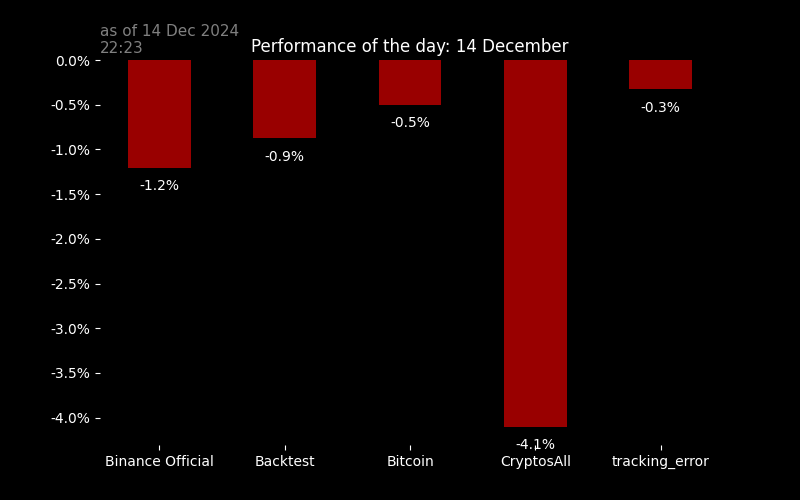 as of 14 Dec 2024
22:23
Performance of the day: 14 December
0.0%
-0.5%
-1.0%
-1.5%
-2.0%
-2.5%
-3.0%
-3.5%
-4.0%
-1.2%
-0.9%
-0.5%
-4.1%
-0.3%
Binance Official
Backtest
Bitcoin
CryptosAll
tracking_error